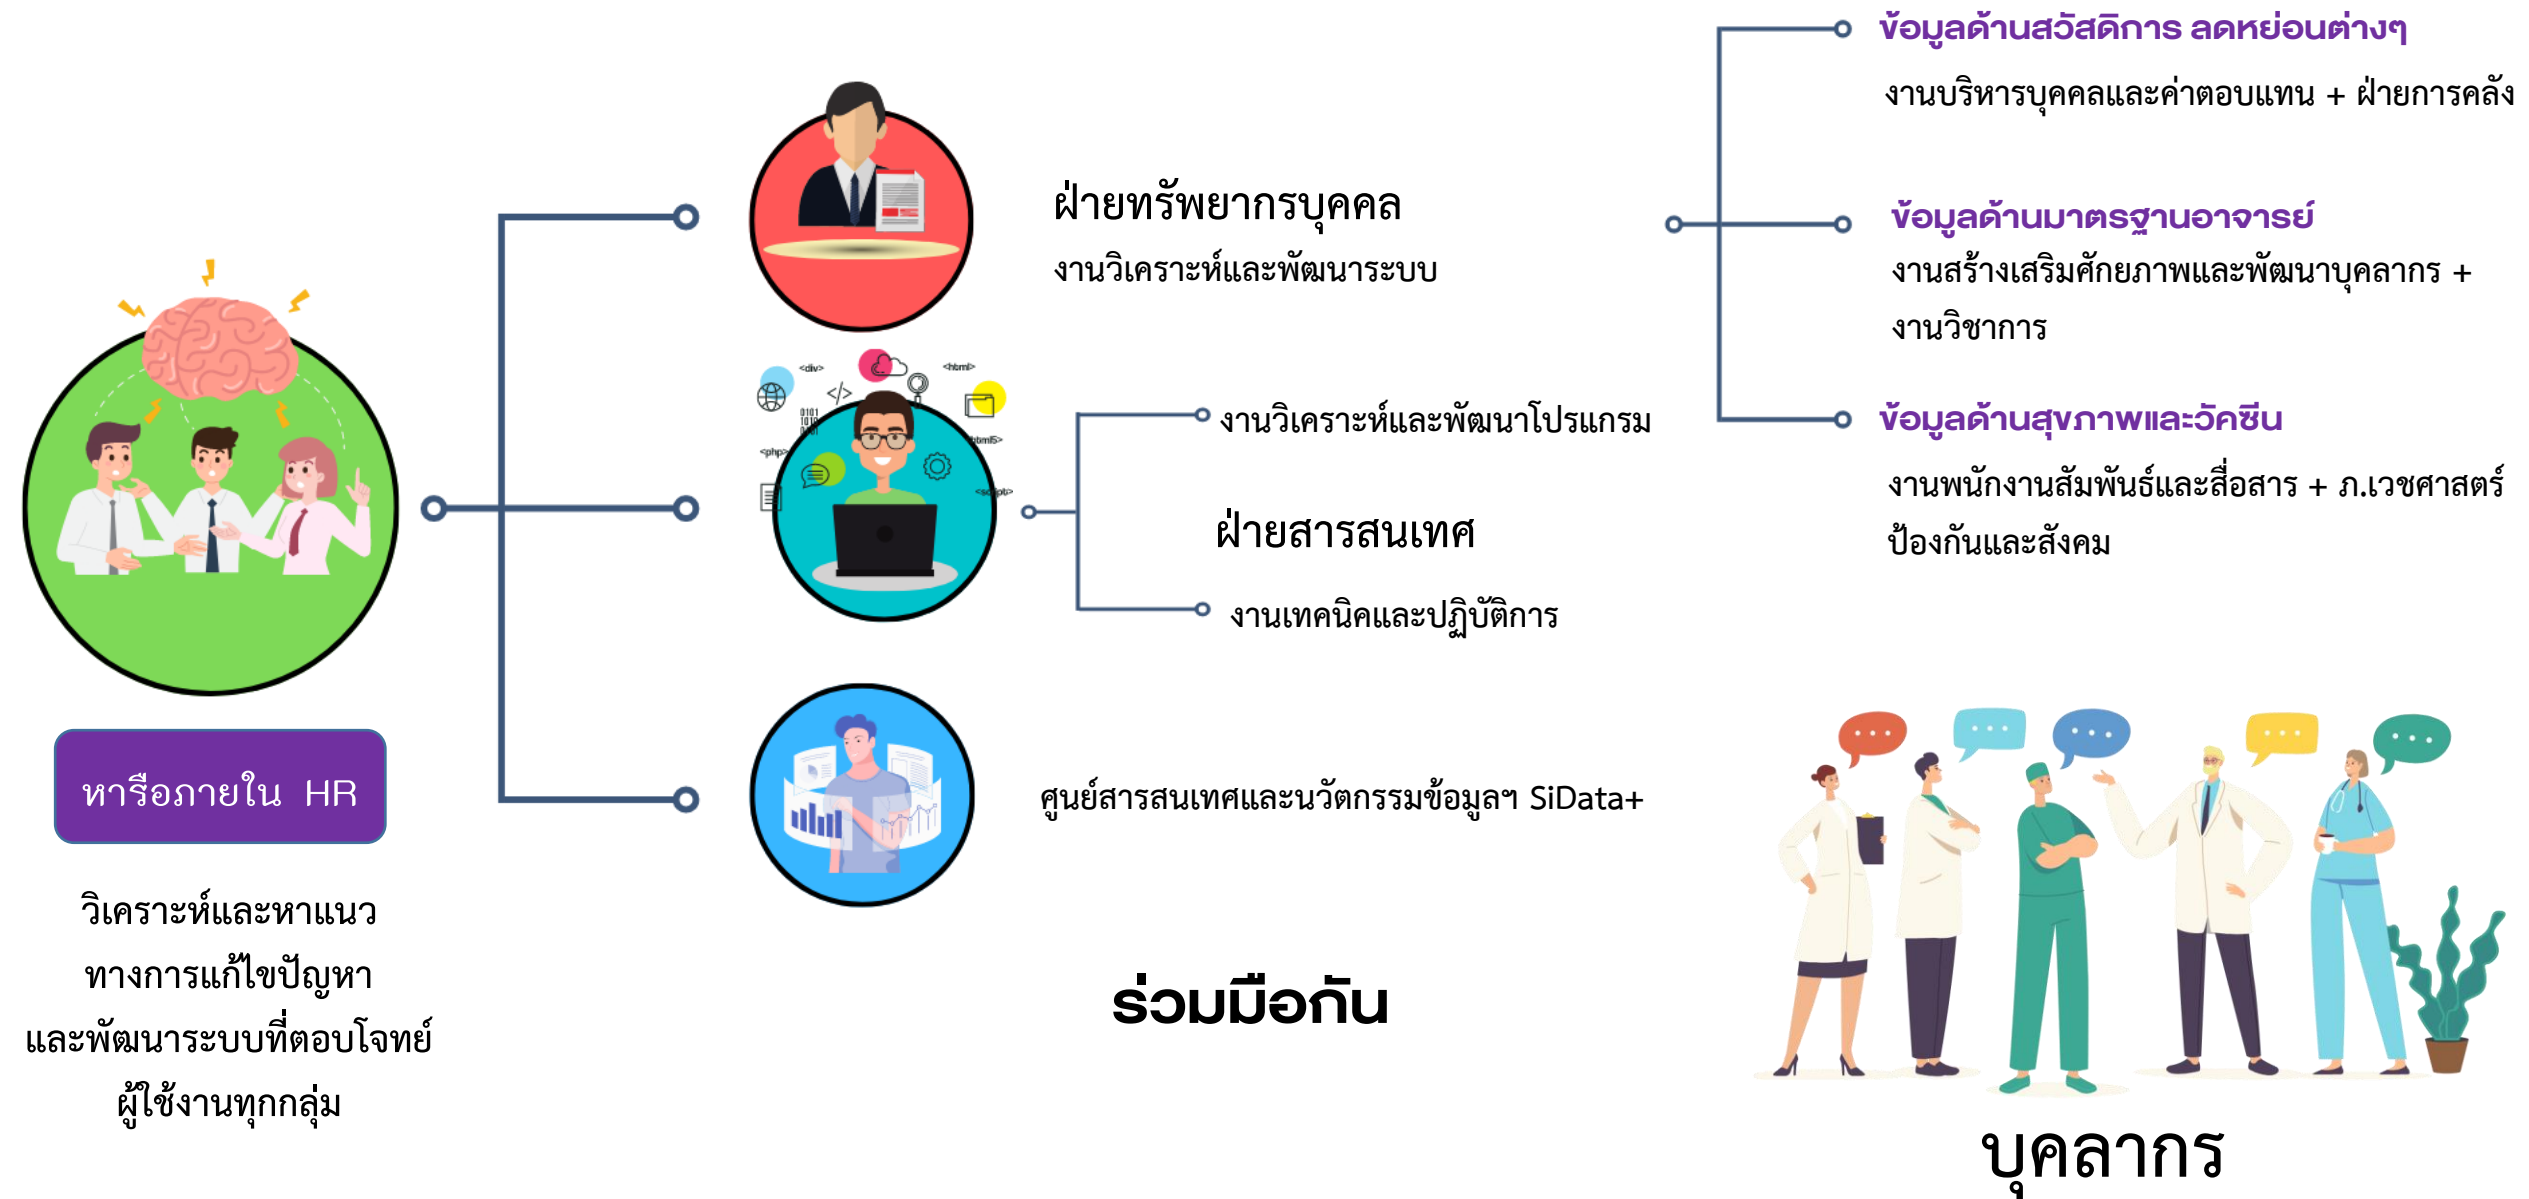 หารือภายใน HR
วิเคราะห์และหาแนว
ทางการแก้ไขปัญหา
และพัฒนาระบบที่ตอบโจทย์
ผู้ใช้งานทุกกลุ่ม
ฝ่ายทรัพยากรบุคคล
งานวิเคราะห์และพัฒนาระบบ
<div>
</>
<html>
0101
<php>
<script>
งานวิเคราะห์และพัฒนาโปรแกรม
ฝ่ายสารสนเทศ
งานเทคนิคและปฏิบัติการ
ศูนย์สารสนเทศและนวัตกรรมข้อมูลฯ SiData+
ร่วมมือกัน
ข้อมูลด้านสวัสดิการ ลดหย่อนต่างๆ
งานบริหารบุคคลและค่าตอบแทน + ฝ่ายการคลัง
ข้อมูลด้านมาตรฐานอาจารย์
งานสร้างเสริมศักยภาพและพัฒนาบุคลากร +
งานวิชาการ
ข้อมูลด้านสุขภาพและวัคซีน
งานพนักงานสัมพันธ์และสื่อสาร + ภ.เวชศาสตร์
ป้องกันและสังคม
บุคลากร